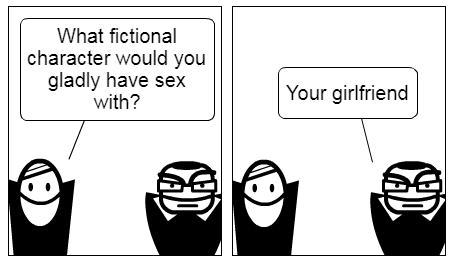 What fictional
character would you
gladly have sex
with?
Your girlfriend